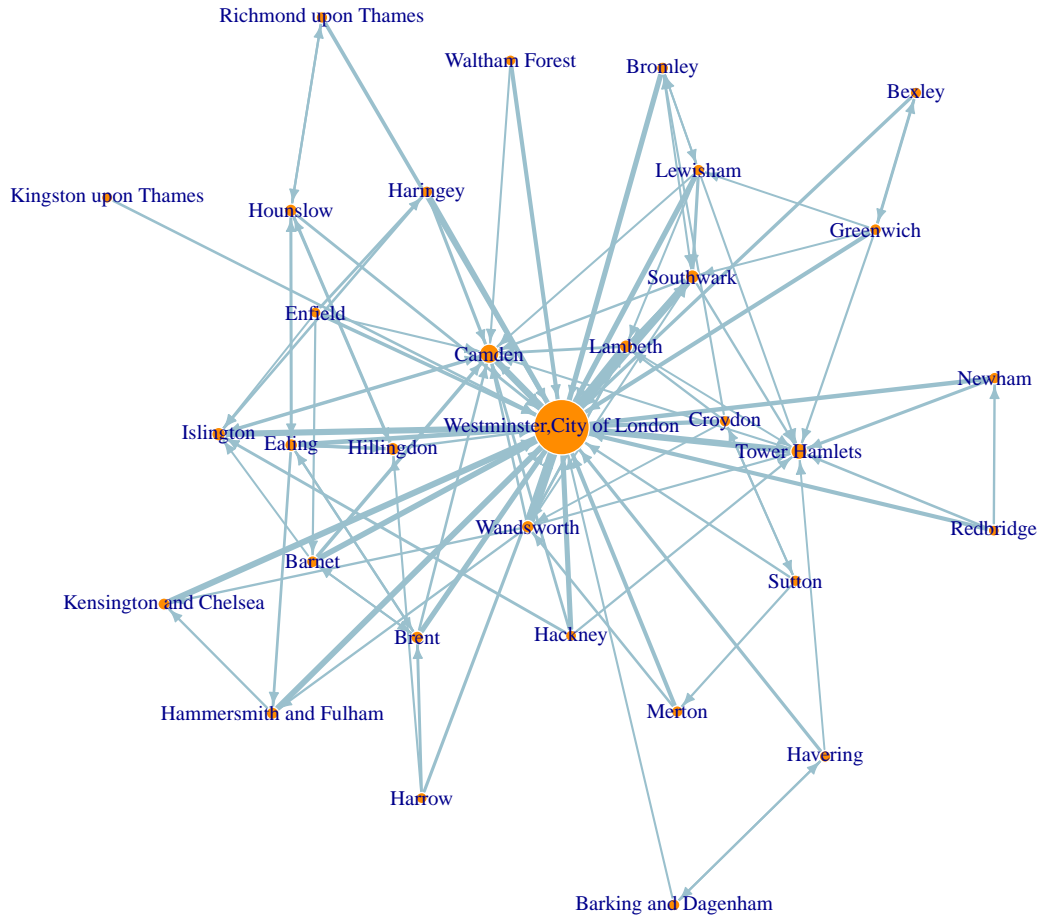 Richmond upon Thames
Waltham Forest
Bromley
Bexley
Lewisham
Kingston upon Thames
Haringey
Hounslow
Greenwich
Southwark
Enfield
Camden
Lambeth
Newham
Westminster,City of London
Croydon
Islington
Ealing
Hillingdon
Tower Hamlets
Wandsworth
Redbridge
Barnet
Sutton
Kensington and Chelsea
Brent
Hackney
Hammersmith and Fulham
Merton
Havering
Harrow
Barking and Dagenham